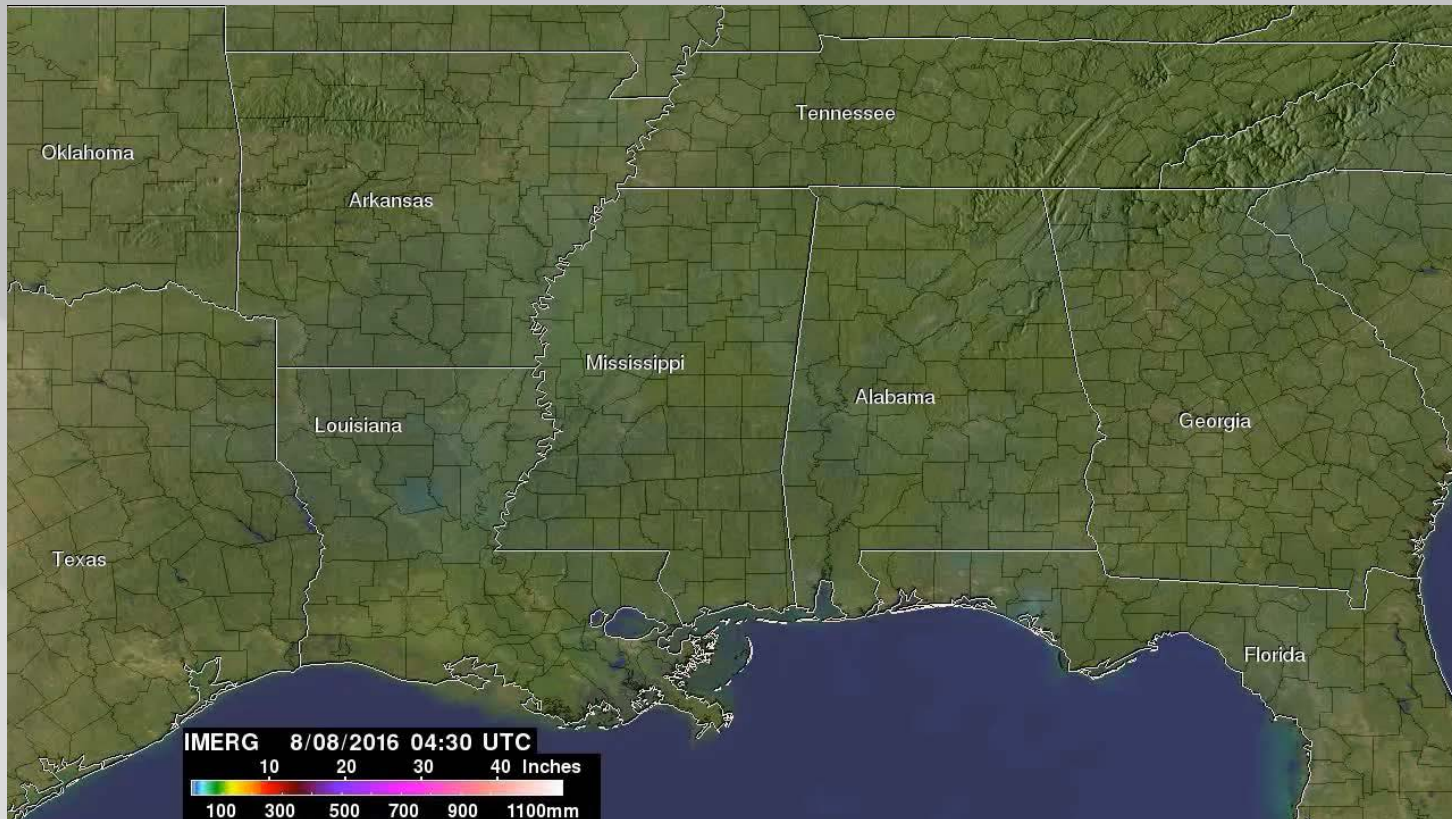 Tennessee
Oklahoma
Arkansas
Mississippi
Alabama
Louisiana
Georgia
Texas
Florida
IMERG 8/08/2016 04:30 UTC
10 20 30 40 Inches
100 300 500 700 900 1100mm